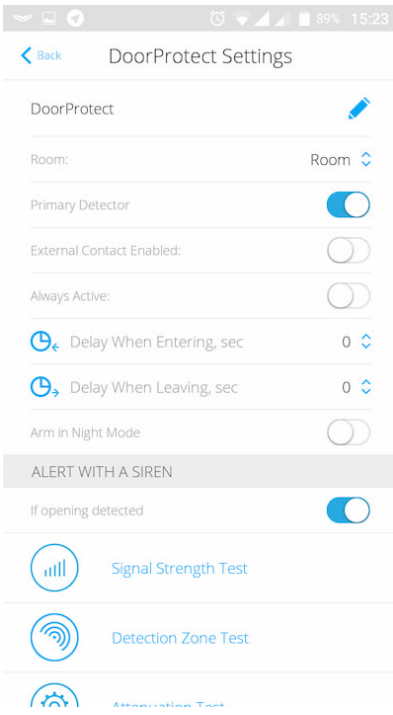 89% 15:23
Back DoorProtect Settings
DoorProtect
Room: Room
Primary Detector
External Contact Enabled:
Always Active:
Delay When Entering, sec 0
Delay When Leaving, sec 0
Arm in Night Mode
ALERT WITH A SIREN
If opening detected
Signal Strength Test
Detection Zone Test
Attenuation Test